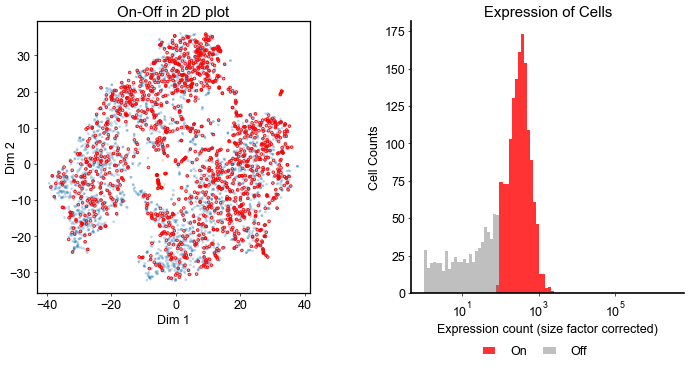 On-Off in 2D plot
Dim 2
30
20
10
0
−10
−20
−30
−40
−20
0
20
40
Dim 1
Expression of Cells
Cell Counts
175
150
125
100
75
50
25
0
10^1
10^3
10^5
Expression count (size factor corrected)
On
Off